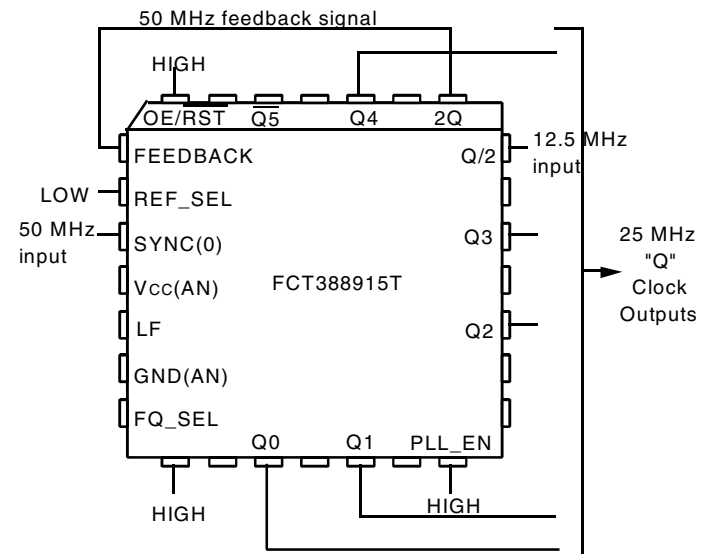 50 MHz feedback signal
HIGH
OE/RST Q5 Q4 2Q
FEEDBACK
Q/2
12.5 MHz
input
LOW
REF_SEL
50 MHz
input
SYNC(0)
Q3
25 MHz
"Q"
Clock
Outputs
VCC(AN)
FCT388915T
LF
Q2
GND(AN)
FQ_SEL
Q0 Q1 PLL_EN
HIGH
HIGH